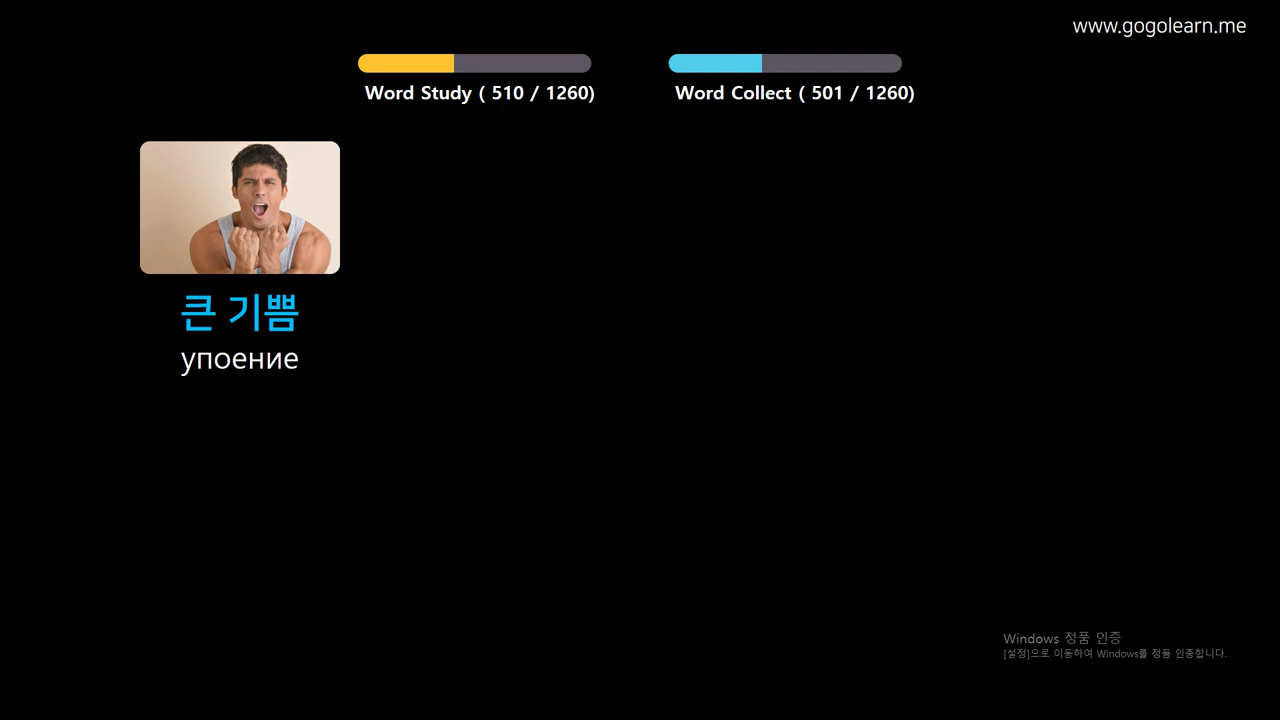 www.gogolearn.me
Word Study ( 510 / 1260)
Word Collect ( 501 / 1260)
큰 기쁨
упоение
Windows 정품 인증
[설정]으로 이동하여 Windows를 정품 인증합니다.